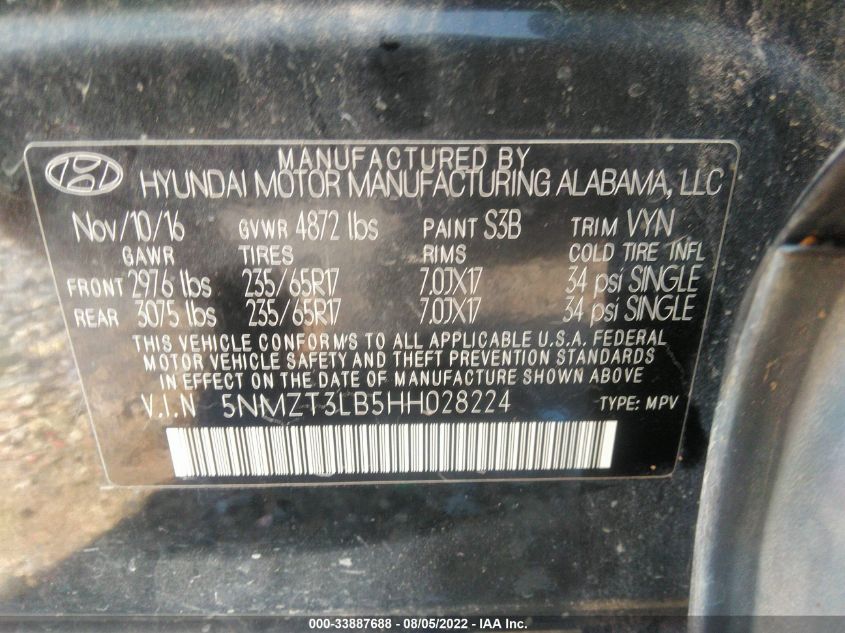 MANUFACTURED BY
HYUNDAI MOTOR MANUFACTURING ALABAMA, LLC
Nov/10/16 GVWR 4872 lbs PAINT S3B TRIM VYN
GAWR TIRES RIMS COLD TIRE INFL
FRONT 2976 lbs 235/65R17 7.0JX17 34 psi SINGLE
REAR 3075 lbs 235/65R17 7.0JX17 34 psi SINGLE
THIS VEHICLE CONFORMS TO ALL APPLICABLE U.S.A. FEDERAL
MOTOR VEHICLE SAFETY AND THEFT PREVENTION STANDARDS
IN EFFECT ON THE DATE OF MANUFACTURE SHOWN ABOVE
V.I.N 5NMZT3LB5HH028224 TYPE: MPV
000-33887688 - 08/05/2022 - IAA Inc.